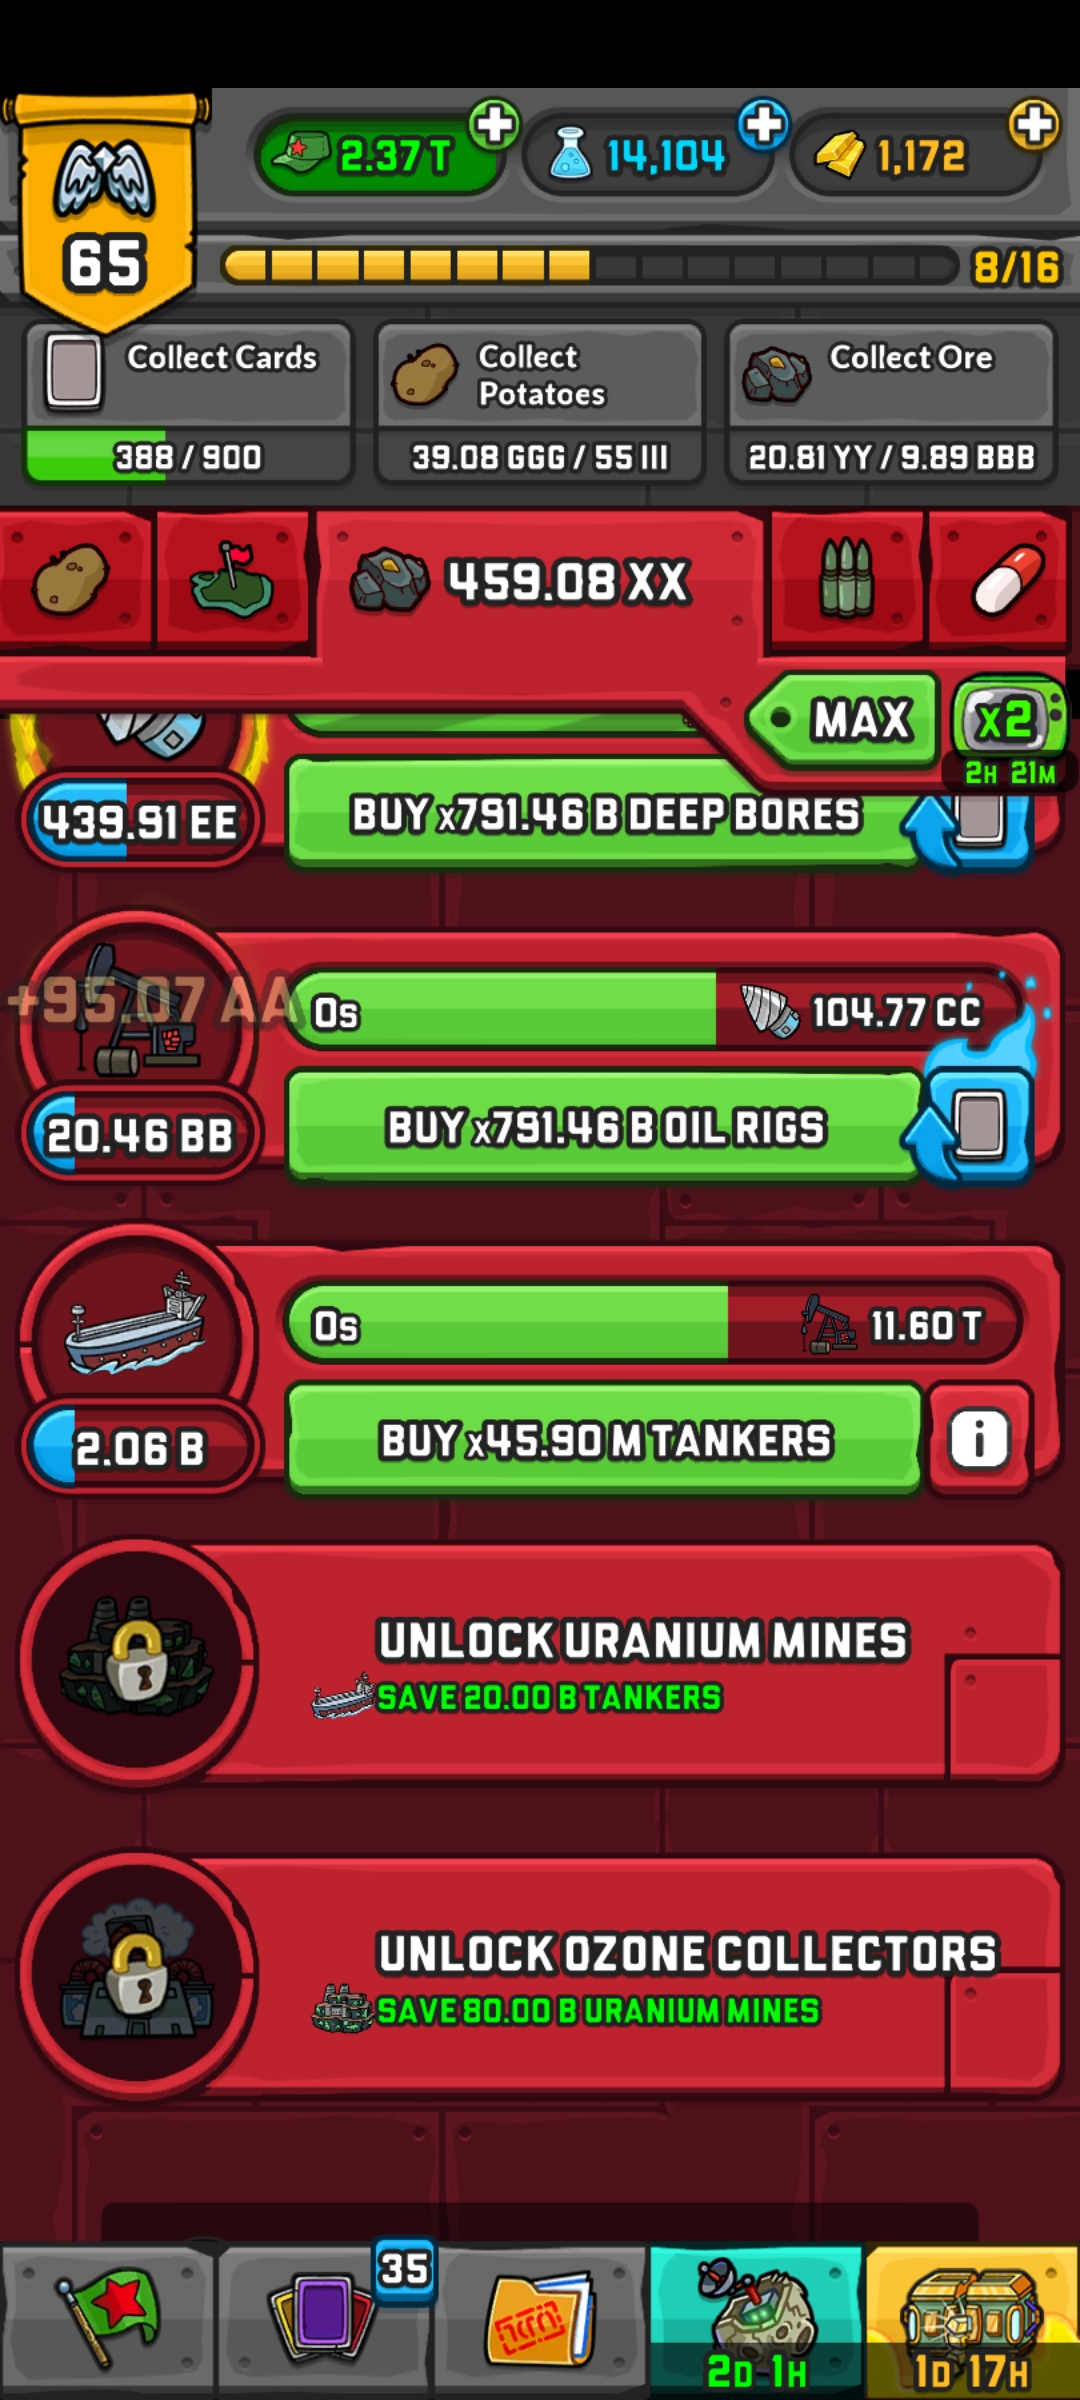 2.37 T
14,104
1,172
65
8/16
Collect Cards
388 / 900
Collect
Potatoes
39.08 GGG / 55 III
Collect Ore
20.81 YY / 9.89 BBB
459.08 XX
MAX
x2
2H 21M
439.91 EE
BUY x791.46 B DEEP BORES
+95.07 AA
0s
104.77 CC
20.46 BB
BUY x791.46 B OIL RIGS
0s
11.60 T
2.06 B
BUY x45.90 M TANKERS
i
UNLOCK URANIUM MINES
SAVE 20.00 B TANKERS
UNLOCK OZONE COLLECTORS
SAVE 80.00 B URANIUM MINES
35
2D 1H
1D 17H